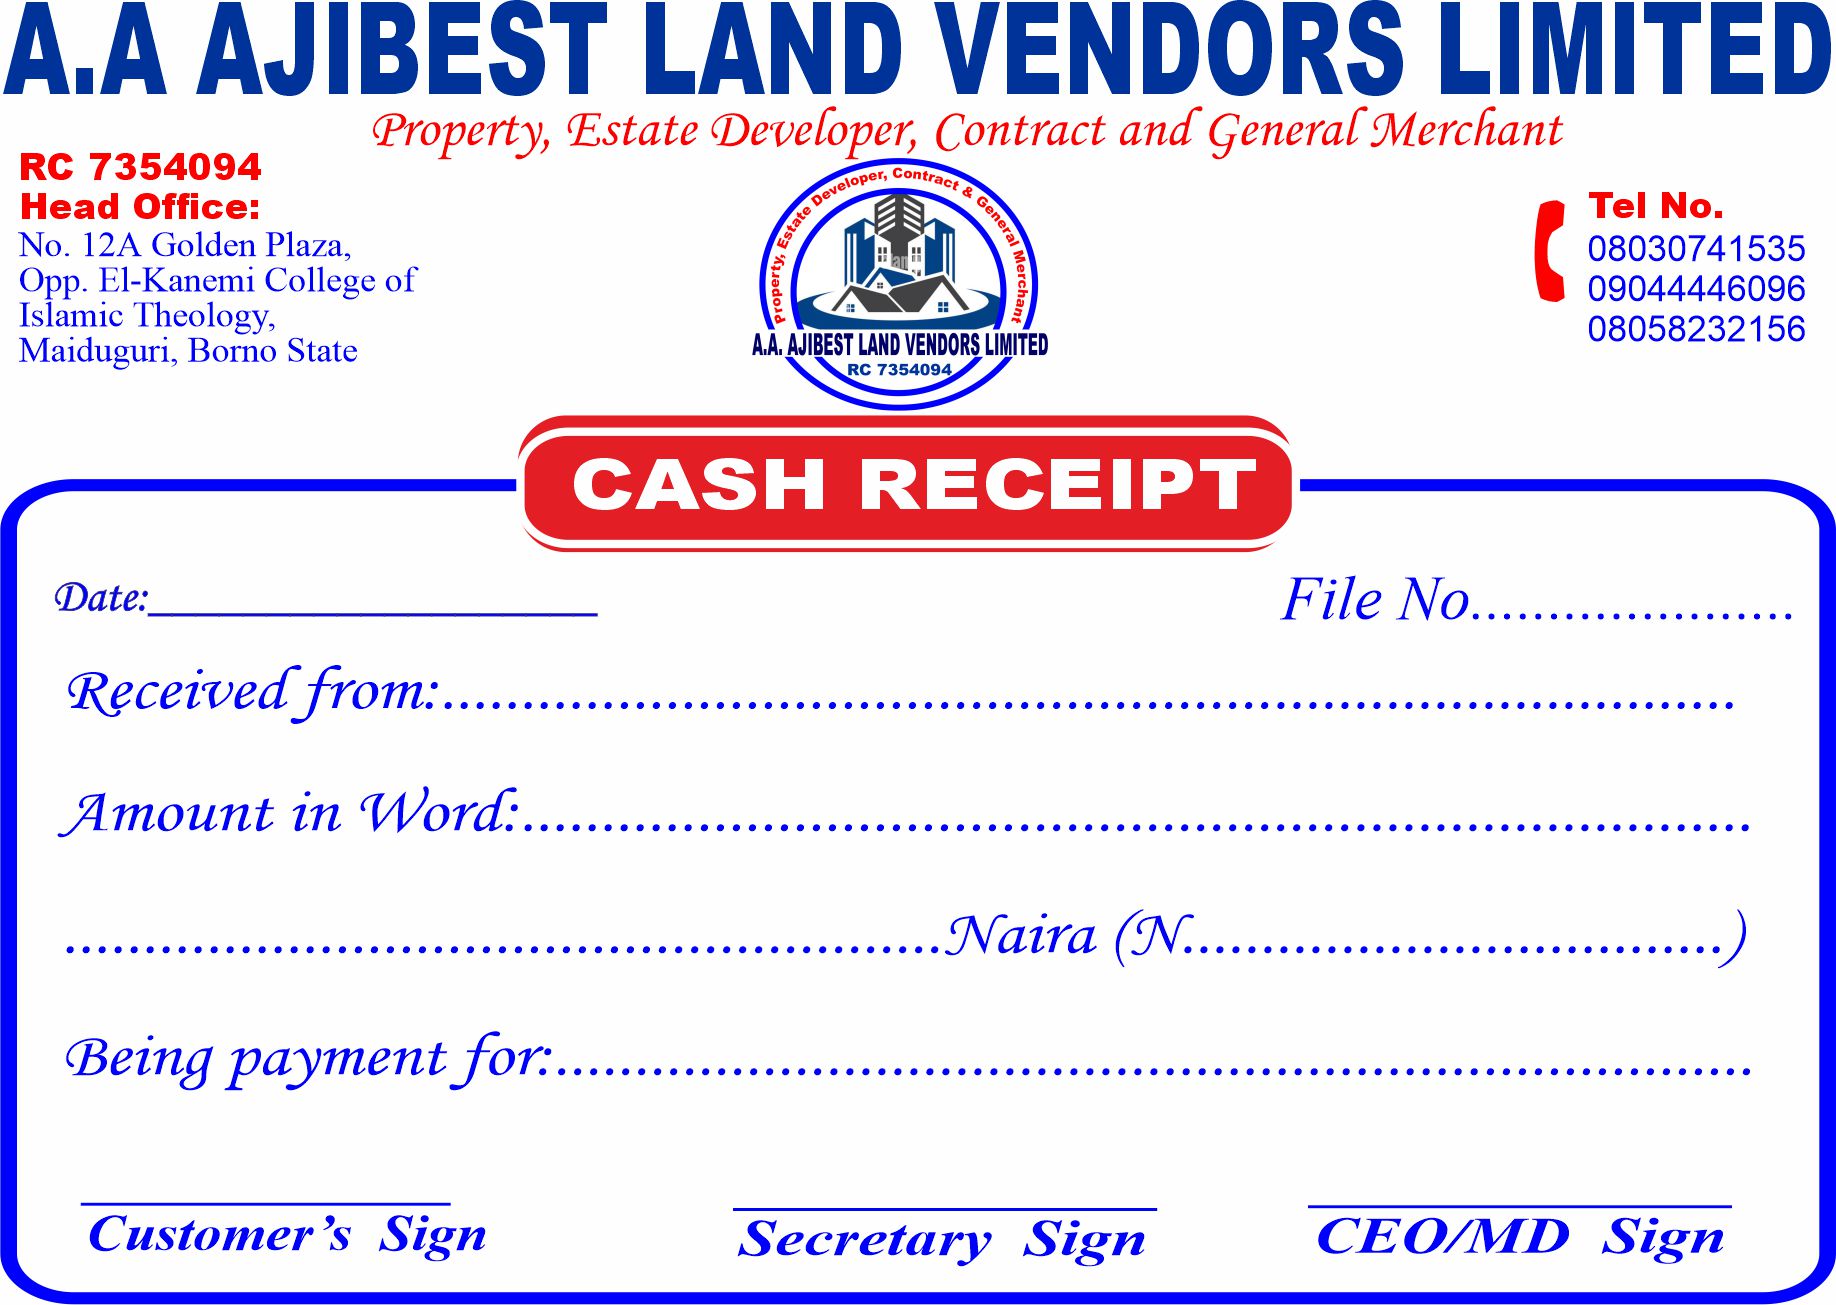 A.A AJIBEST LAND VENDORS LIMITED
Property, Estate Developer, Contract and General Merchant
RC 7354094
Head Office:
No. 12A Golden Plaza,
Opp. El-Kanemi College of
Islamic Theology,
Maiduguri, Borno State
Property, Estate Developer, Contract & General Merchant
A.A. AJIBEST LAND VENDORS LIMITED
RC 7354094
Tel No.
08030741535
09044446096
08058232156
CASH RECEIPT
Date:___________________
File No.....................
Received from:.................................................................................
Amount in Word:.............................................................................
.......................................................Naira (N..................................)
Being payment for:...........................................................................
Customer's Sign
Secretary Sign
CEO/MD Sign